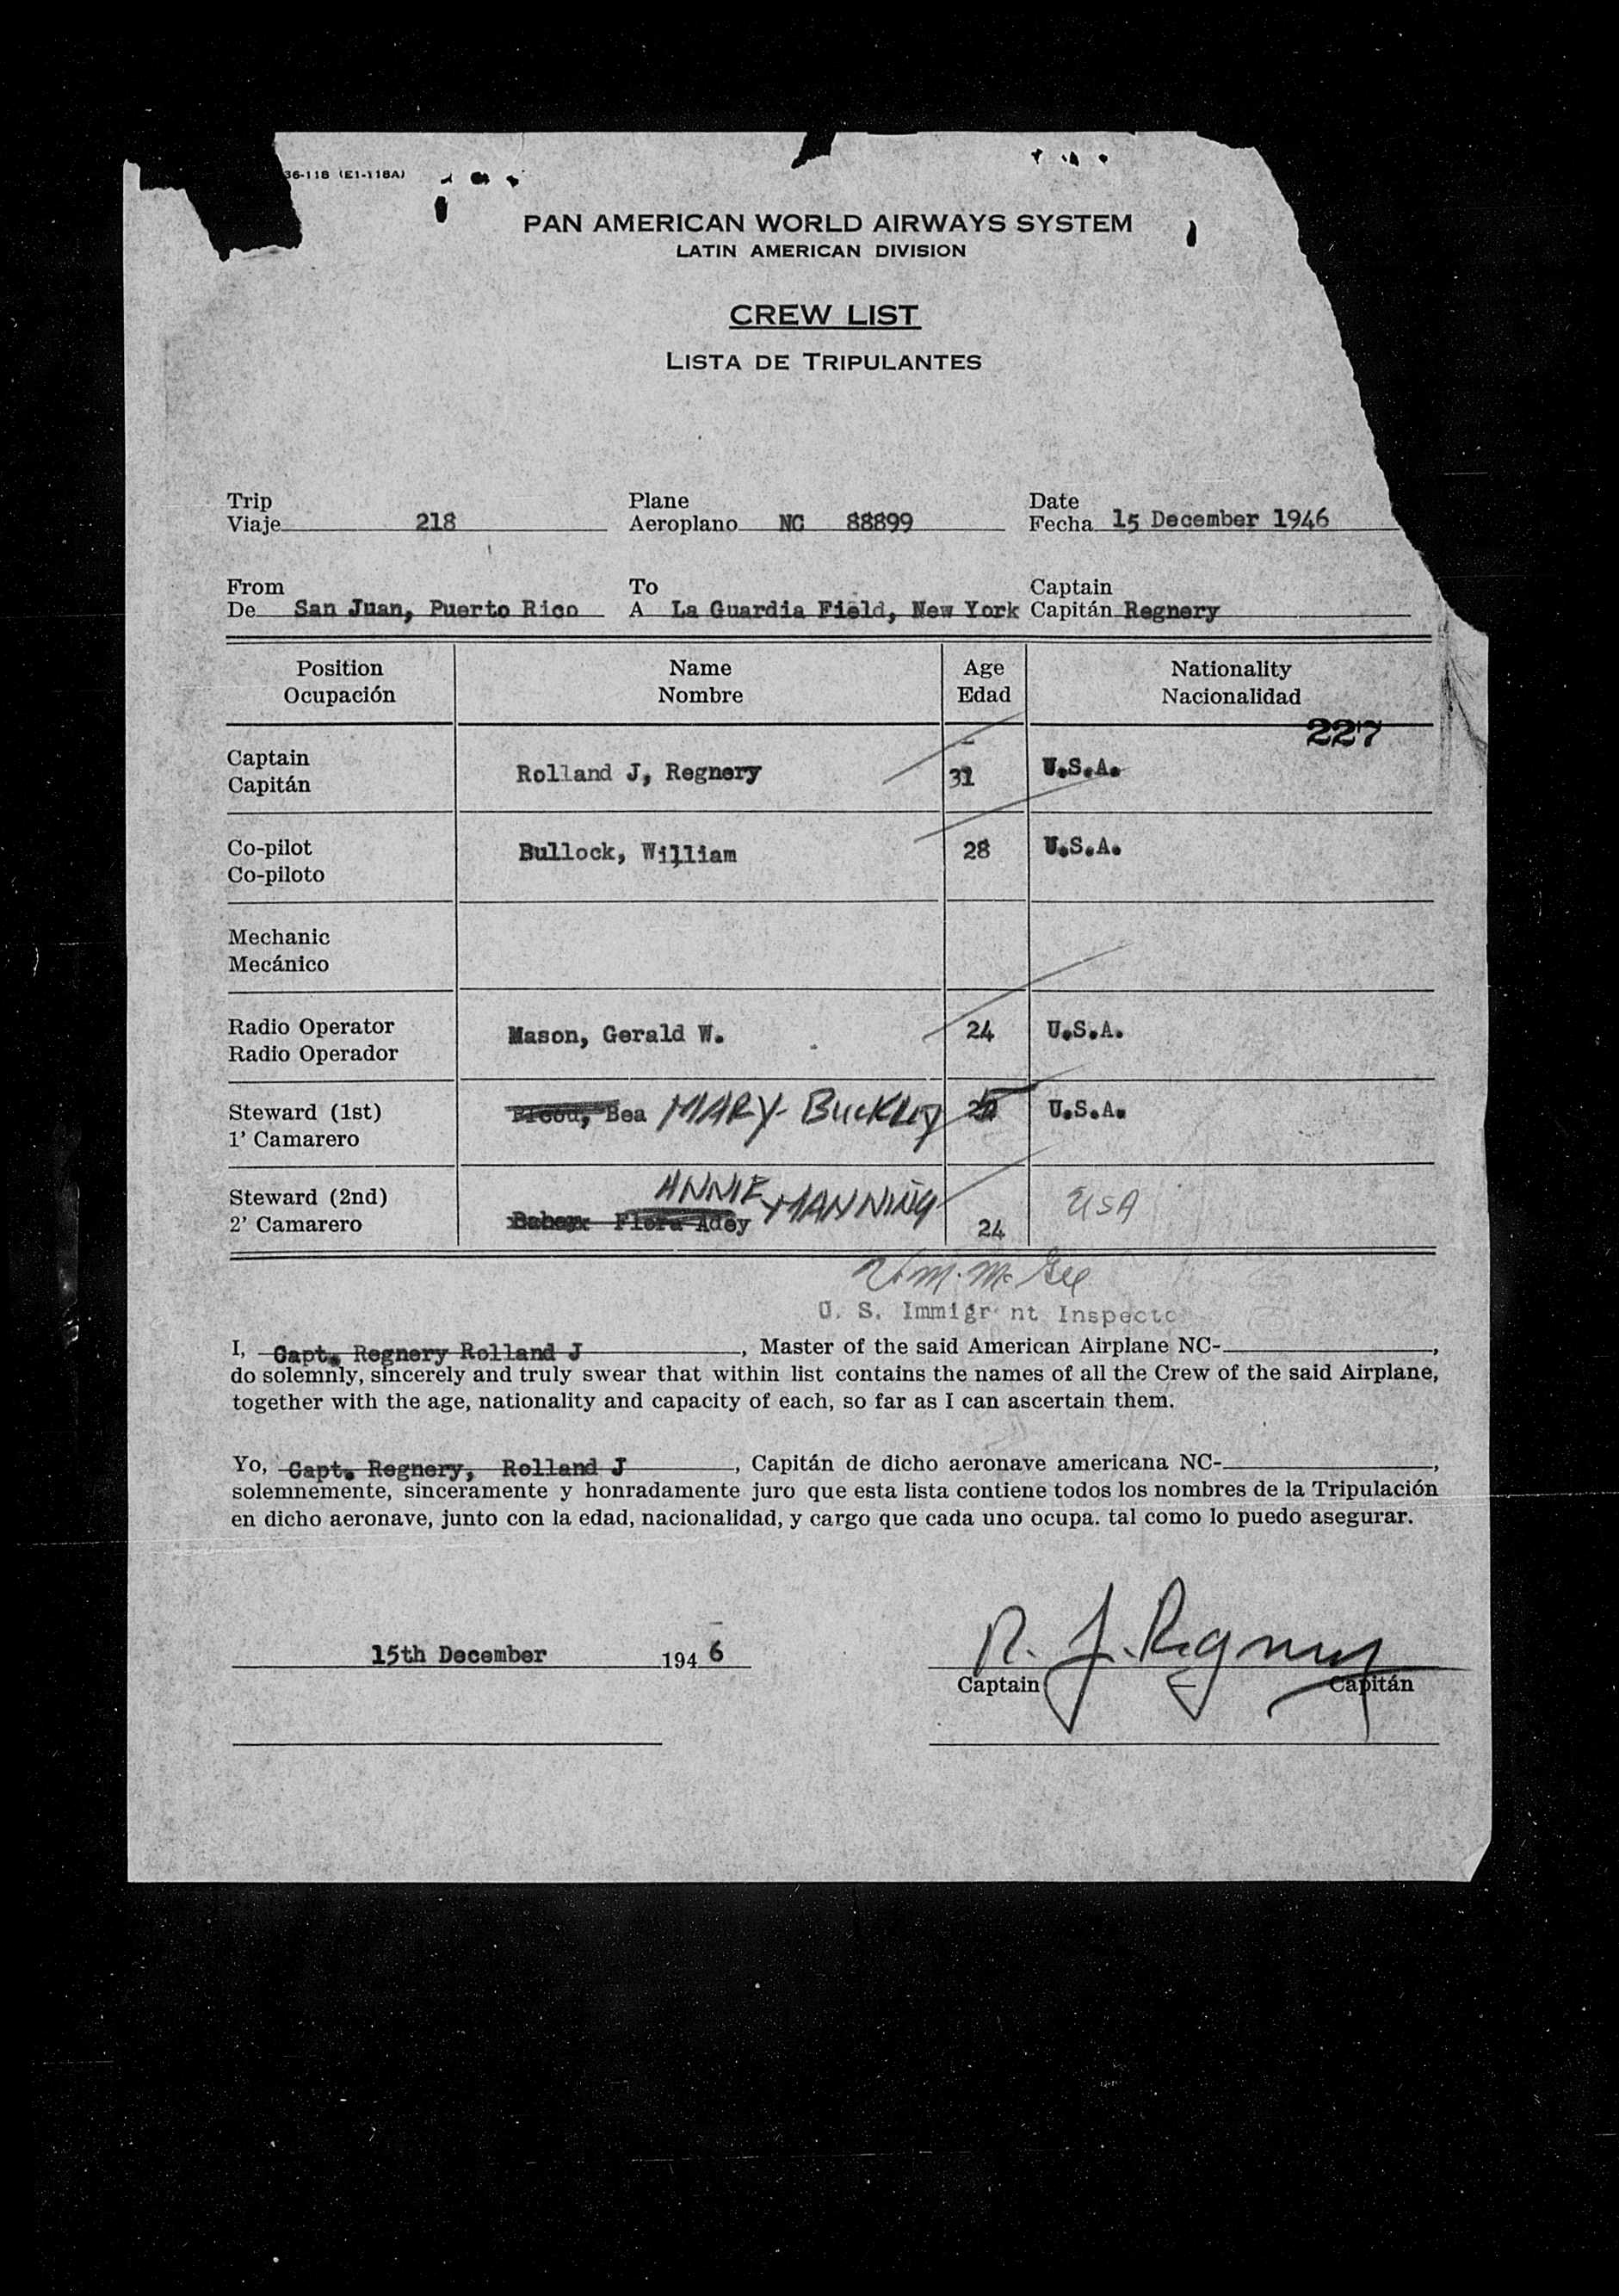 36-118 (E1-118A)
PAN AMERICAN WORLD AIRWAYS SYSTEM
LATIN AMERICAN DIVISION
CREW LIST
LISTA DE TRIPULANTES
Trip Plane Date
Viaje 218 Aeroplano NC 88899 Fecha 15 December 1946
From To Captain
De San Juan, Puerto Rico A La Guardia Field, New York Capitán Regnery
Position Name Age Nationality
Ocupación Nombre Edad Nacionalidad
227
Captain Rolland J, Regnery 31 U.S.A.
Capitán
Co-pilot Bullock, William 28 U.S.A.
Co-piloto
Mechanic
Mecánico
Radio Operator Mason, Gerald W. 24 U.S.A.
Radio Operador
Steward (1st) Bea MARY BUCKLEY U.S.A.
1' Camarero
Steward (2nd) ANNIE MANNING USA
2' Camarero Flora Adey 24
U. S. Immigr nt Inspecto
I, Capt. Regnery Rolland J, Master of the said American Airplane NC-,
do solemnly, sincerely and truly swear that within list contains the names of all the Crew of the said Airplane,
together with the age, nationality and capacity of each, so far as I can ascertain them.
Yo, Capt. Regnery, Rolland J, Capitán de dicho aeronave americana NC-,
solemnemente, sinceramente y honradamente juro que esta lista contiene todos los nombres de la Tripulación
en dicho aeronave, junto con la edad, nacionalidad, y cargo que cada uno ocupa. tal como lo puedo asegurar.
15th December 1946 R. J. Regnery
Captain Capitán